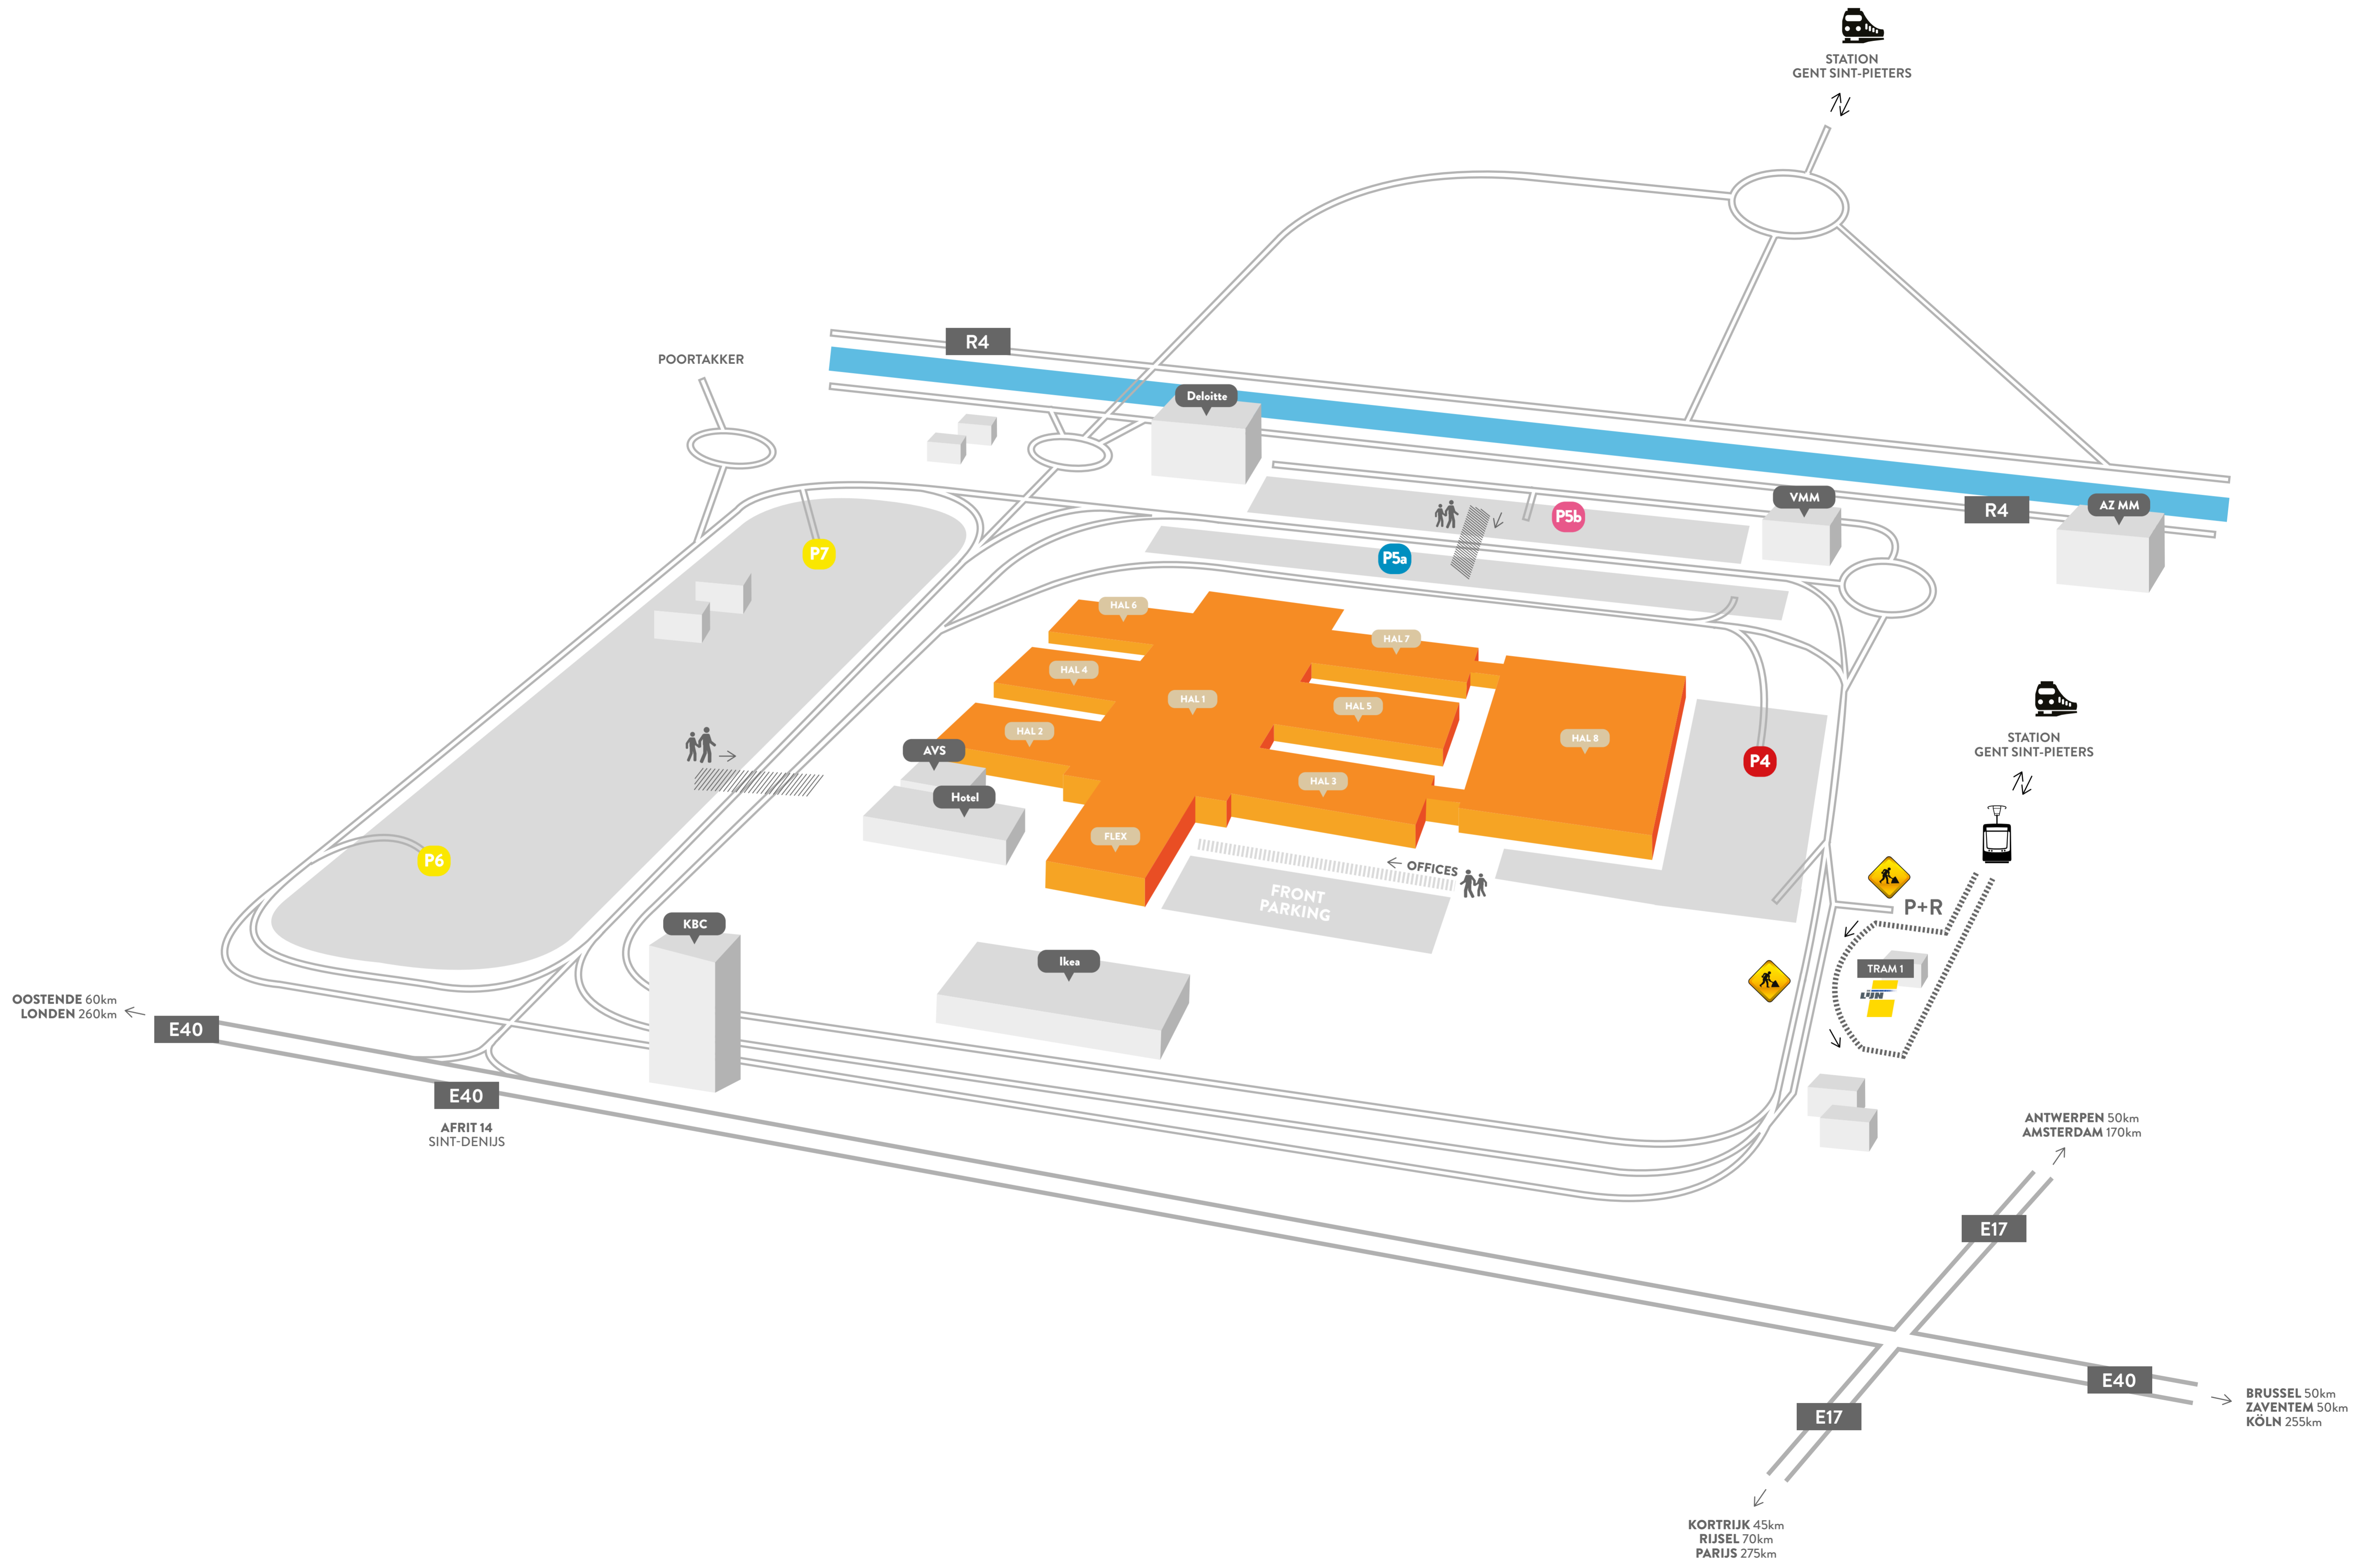 STATION
GENT SINT-PIETERS
R4
POORTAKKER
Deloitte
VMM
R4
AZ MM
P5b
P5a
P7
HAL 6
HAL 7
HAL 4
HAL 1
HAL 5
HAL 2
HAL 8
AVS
HAL 3
Hotel
FLEX
P4
STATION
GENT SINT-PIETERS
P6
OFFICES
FRONT
PARKING
P+R
KBC
Ikea
TRAM 1
LIJN
OOSTENDE 60km
LONDEN 260km
E40
E40
AFRIT 14
SINT-DENIJS
ANTWERPEN 50km
AMSTERDAM 170km
E17
E40
BRUSSEL 50km
ZAVENTEM 50km
KÖLN 255km
E17
KORTRIJK 45km
RIJSEL 70km
PARIJS 275km